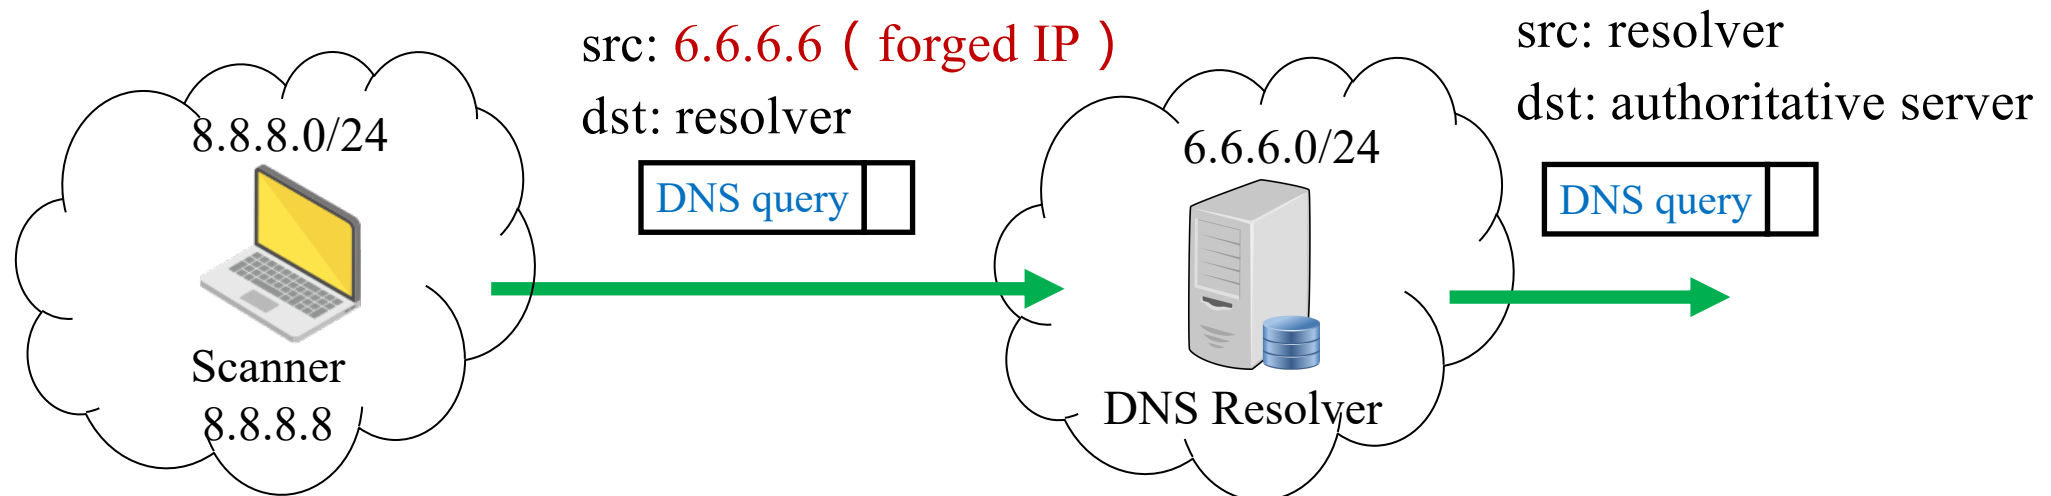 8.8.8.0/24
Scanner
8.8.8.8
src: 6.6.6.6 ( forged IP )
dst: resolver
DNS query
6.6.6.0/24
DNS Resolver
src: resolver
dst: authoritative server
DNS query